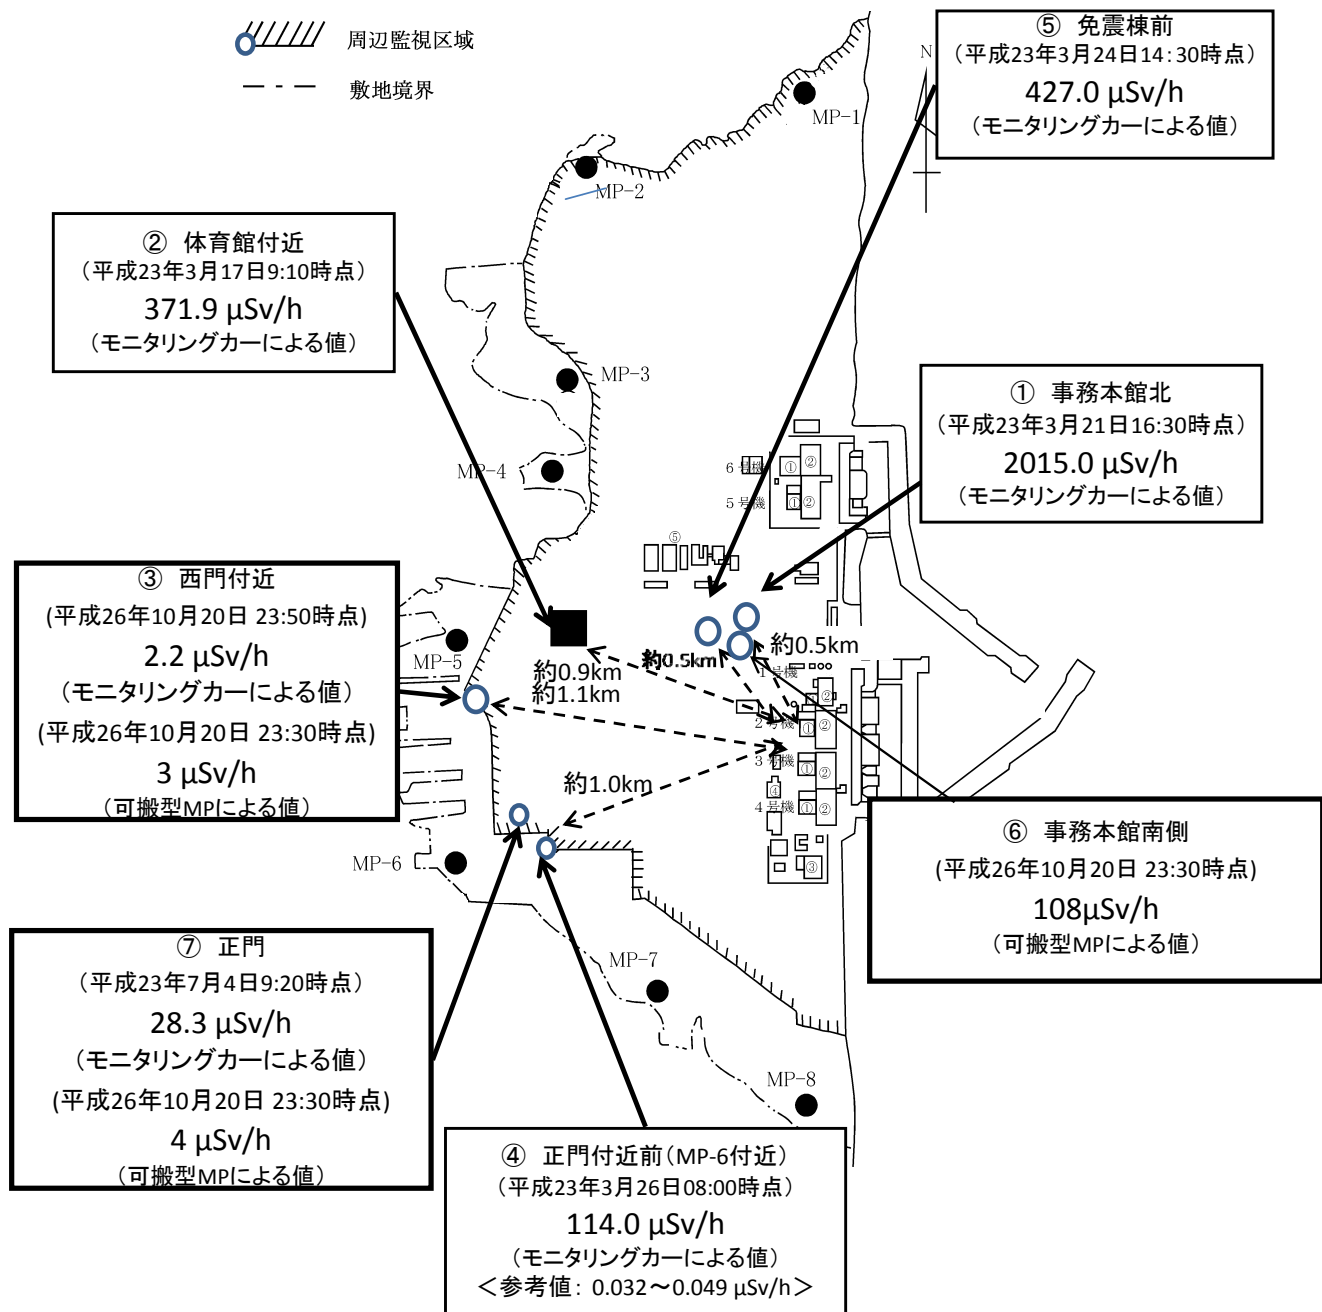 周辺監視区域
敷地境界
⑤ 免震棟前
（平成23年3月24日14:30時点）
427.0 μSv/h
（モニタリングカーによる値）
N
MP-1
MP-2
② 体育館付近
（平成23年3月17日9:10時点）
371.9 μSv/h
（モニタリングカーによる値）
MP-3
MP-4
① 事務本館北
（平成23年3月21日16:30時点）
2015.0 μSv/h
（モニタリングカーによる値）
6号機
① ②
5号機
① ②
⑤
③ 西門付近
(平成26年10月20日 23:50時点)
2.2 μSv/h
（モニタリングカーによる値）
(平成26年10月20日 23:30時点)
3 μSv/h
（可搬型MPによる値）
MP-5
約0.9km
約1.1km
約0.5km
約0.5km
1号機
②
2号機
① ②
3号機
① ②
④
4号機
① ②
③
約1.0km
MP-6
⑥ 事務本館南側
(平成26年10月20日 23:30時点)
108μSv/h
（可搬型MPによる値）
⑦ 正門
（平成23年7月4日9:20時点）
28.3 μSv/h
（モニタリングカーによる値）
(平成26年10月20日 23:30時点)
4 μSv/h
（可搬型MPによる値）
MP-7
MP-8
④ 正門付近前（MP-6付近）
（平成23年3月26日08:00時点）
114.0 μSv/h
（モニタリングカーによる値）
＜参考値： 0.032～0.049 μSv/h＞